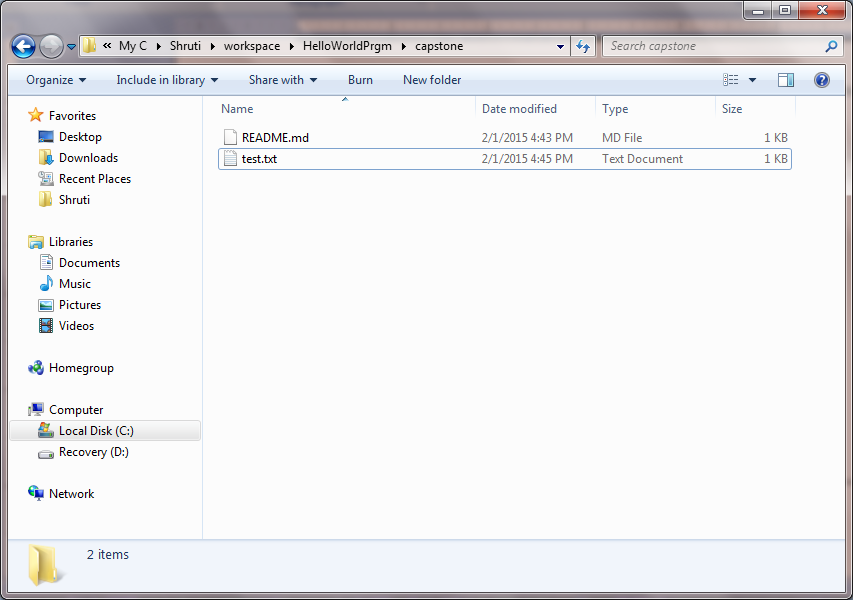 « My C Shruti workspace HelloWorldPrgm capstone Search capstone
Organize Include in library Share with Burn New folder
Name Date modified Type Size
README.md 2/1/2015 4:43 PM MD File 1 KB
test.txt 2/1/2015 4:45 PM Text Document 1 KB
Favorites
Desktop
Downloads
Recent Places
Shruti
Libraries
Documents
Music
Pictures
Videos
Homegroup
Computer
Local Disk (C:)
Recovery (D:)
Network
2 items